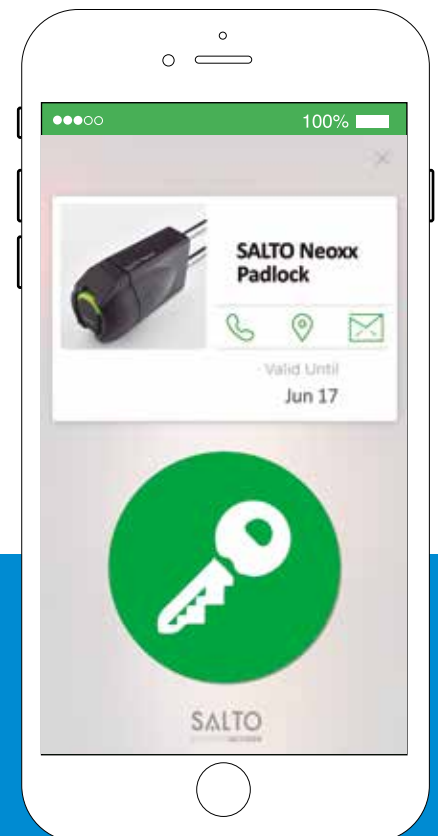 100%
SALTO Neoxx
Padlock
Valid Until
Jun 17
SALTO